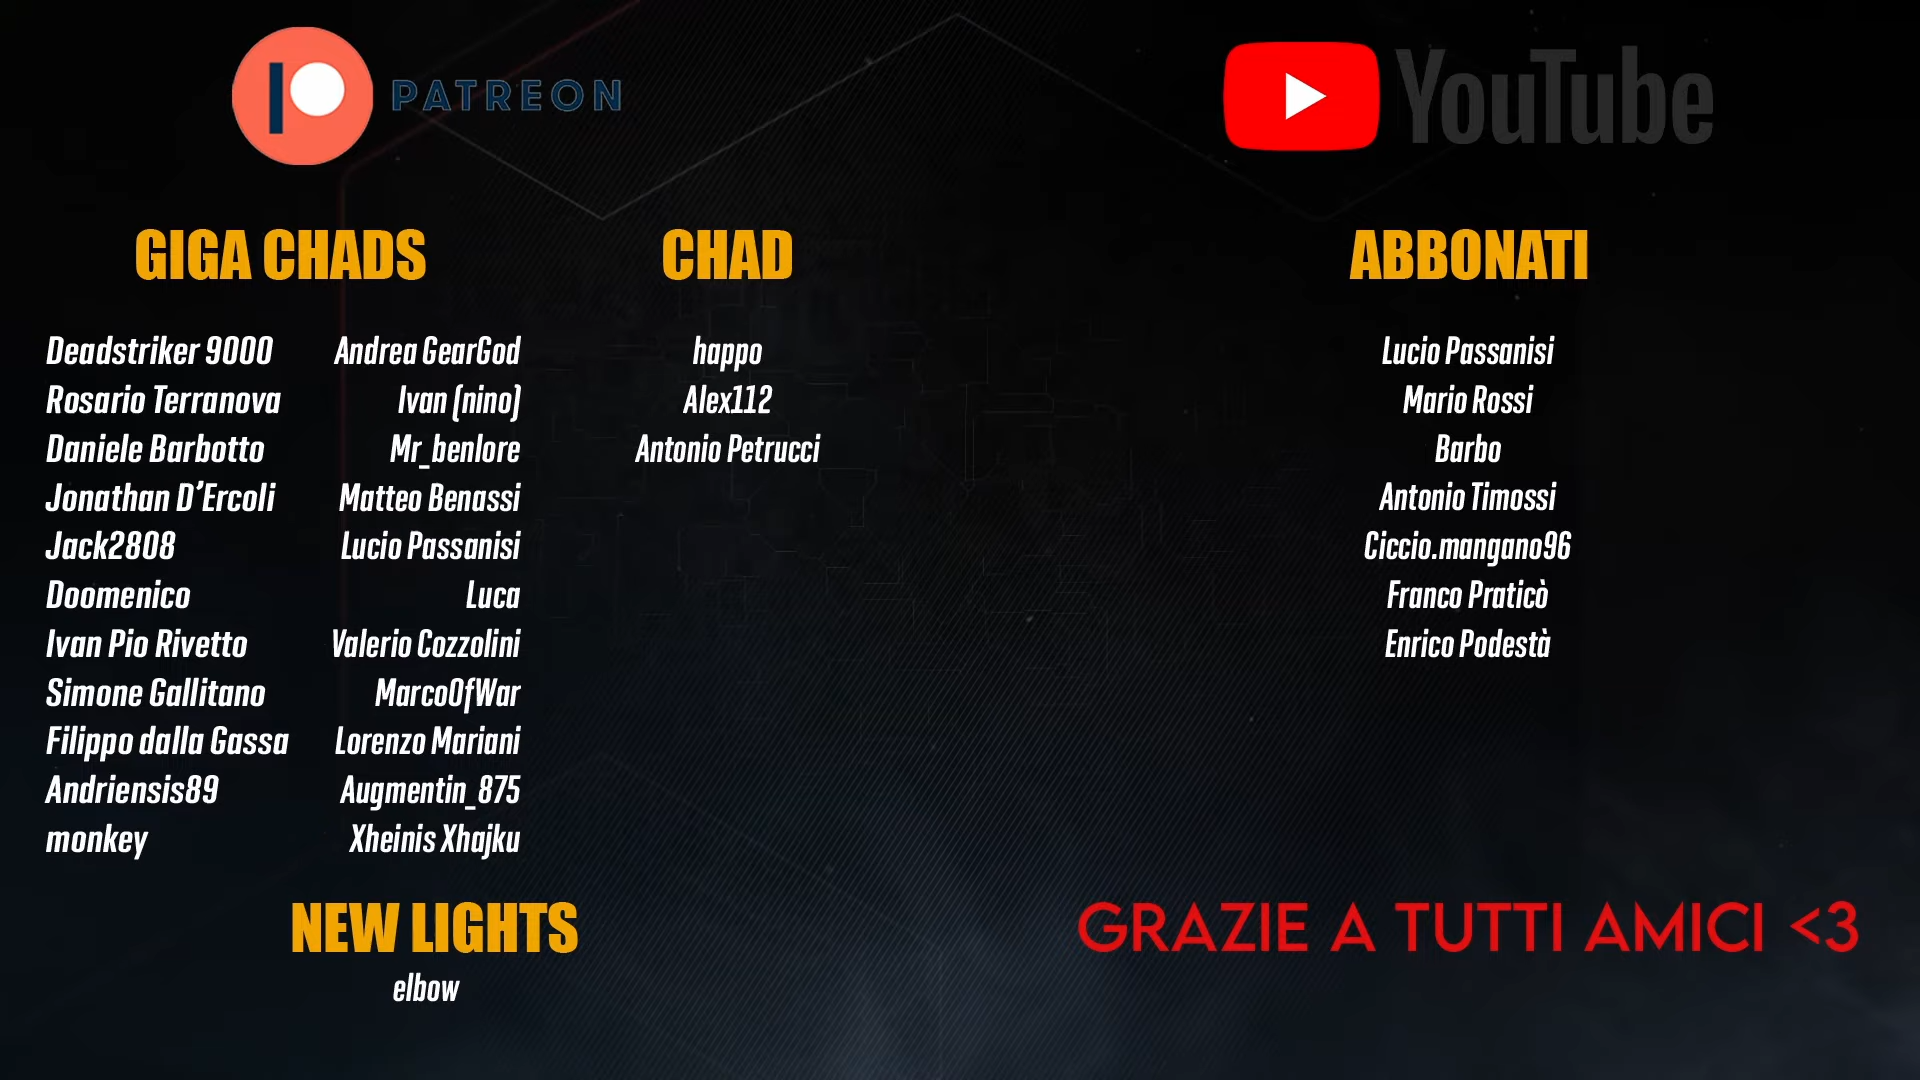 PATREON
YouTube
GIGA CHADS
Deadstriker 9000
Rosario Terranova
Daniele Barbotto
Jonathan D'Ercoli
Jack2808
Doomenico
Ivan Pio Rivetto
Simone Gallitano
Filippo dalla Gassa
Andriensis89
monkey
Andrea GearGod
Ivan (nino)
Mr_benlore
Matteo Benassi
Lucio Passanisi
Luca
Valerio Cozzolini
MarcoOfWar
Lorenzo Mariani
Augmentin_875
Xheinis Xhajku
CHAD
happo
Alex112
Antonio Petrucci
ABBONATI
Lucio Passanisi
Mario Rossi
Barbo
Antonio Timossi
Ciccio.mangano96
Franco Praticò
Enrico Podestà
NEW LIGHTS
elbow
GRAZIE A TUTTI AMICI <3